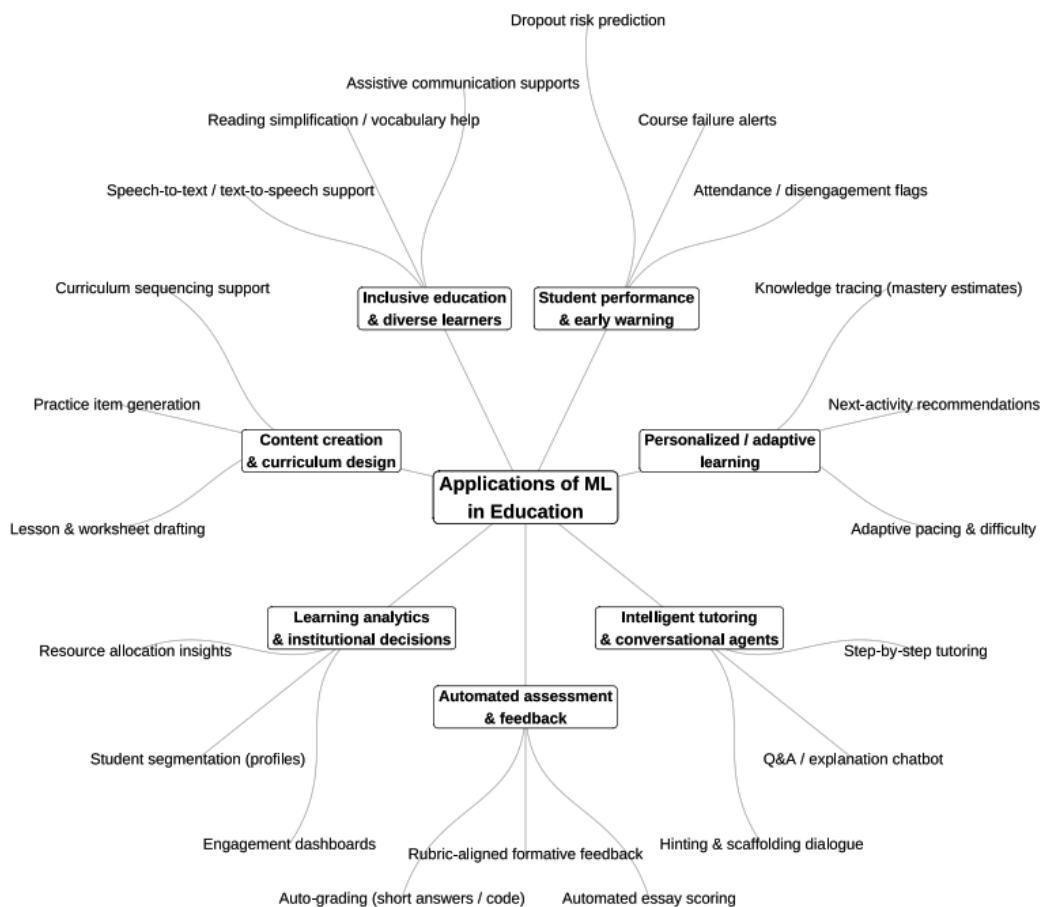 Dropout risk prediction
Assistive communication supports
Reading simplification / vocabulary help
Course failure alerts
Speech-to-text / text-to-speech support
Attendance / disengagement flags
Curriculum sequencing support
Inclusive education
& diverse learners
Student performance
& early warning
Knowledge tracing (mastery estimates)
Practice item generation
Next-activity recommendations
Content creation
& curriculum design
Personalized / adaptive
learning
Applications of ML
in Education
Lesson & worksheet drafting
Adaptive pacing & difficulty
Learning analytics
& institutional decisions
Intelligent tutoring
& conversational agents
Resource allocation insights
Step-by-step tutoring
Automated assessment
& feedback
Student segmentation (profiles)
Q&A / explanation chatbot
Engagement dashboards
Rubric-aligned formative feedback
Hinting & scaffolding dialogue
Auto-grading (short answers / code)
Automated essay scoring